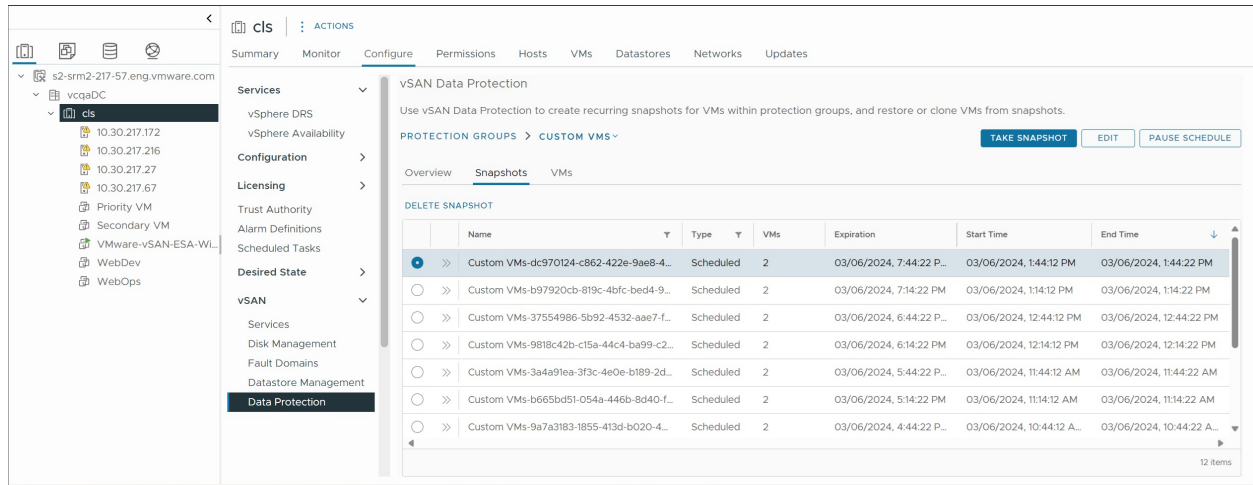 cls
ACTIONS
Summary Monitor Configure Permissions Hosts VMs Datastores Networks Updates
s2-srm2-217-57.eng.vmware.com
vcqaDC
cls
10.30.217.172
10.30.217.216
10.30.217.27
10.30.217.67
Priority VM
Secondary VM
VMware-vSAN-ESA-Wi...
WebDev
WebOps
Services
vSphere DRS
vSphere Availability
Configuration
Licensing
Trust Authority
Alarm Definitions
Scheduled Tasks
Desired State
vSAN
Services
Disk Management
Fault Domains
Datastore Management
Data Protection
vSAN Data Protection
Use vSAN Data Protection to create recurring snapshots for VMs within protection groups, and restore or clone VMs from snapshots.
PROTECTION GROUPS > CUSTOM VMS
TAKE SNAPSHOT EDIT PAUSE SCHEDULE
Overview Snapshots VMs
DELETE SNAPSHOT
Name Type VMs Expiration Start Time End Time
Custom VMs-dc970124-c862-422e-9ae8-4... Scheduled 2 03/06/2024, 7:44:22 P... 03/06/2024, 1:44:12 PM 03/06/2024, 1:44:22 PM
Custom VMs-b97920cb-819c-4bfc-bed4-9... Scheduled 2 03/06/2024, 7:14:22 PM 03/06/2024, 1:14:12 PM 03/06/2024, 1:14:22 PM
Custom VMs-37554986-5b92-4532-aae7-f... Scheduled 2 03/06/2024, 6:44:22 P... 03/06/2024, 12:44:12 PM 03/06/2024, 12:44:22 PM
Custom VMs-9818c42b-c15a-44c4-ba99-c2... Scheduled 2 03/06/2024, 6:14:22 PM 03/06/2024, 12:14:12 PM 03/06/2024, 12:14:22 PM
Custom VMs-3a4a91ea-3f3c-4e0e-b189-2d... Scheduled 2 03/06/2024, 5:44:22 P... 03/06/2024, 11:44:12 AM 03/06/2024, 11:44:22 AM
Custom VMs-b665bd51-054a-446b-8d40-f... Scheduled 2 03/06/2024, 5:14:22 PM 03/06/2024, 11:14:12 AM 03/06/2024, 11:14:22 AM
Custom VMs-9a7a3183-1855-413d-b020-4... Scheduled 2 03/06/2024, 4:44:22 P... 03/06/2024, 10:44:12 A... 03/06/2024, 10:44:22 A...
12 items